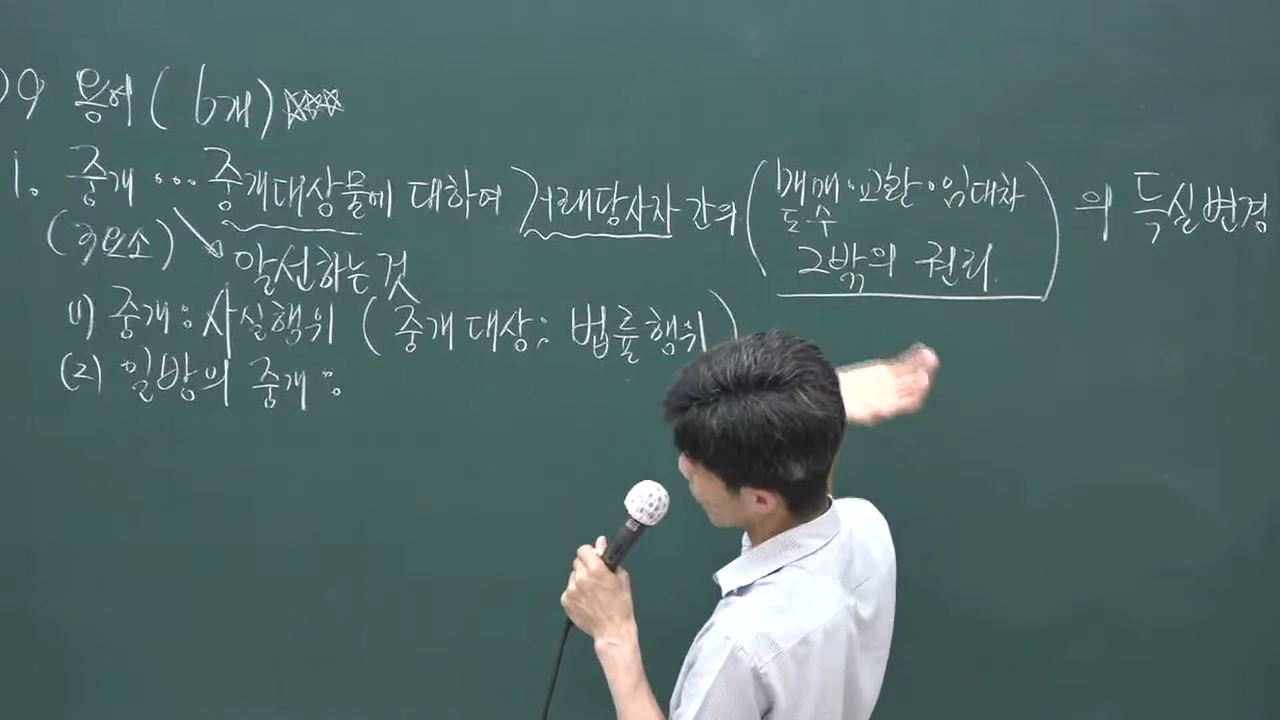 09 용어 (6개)
1. 중개 ... 중개대상물에 대하여 거래당사자 간의 (매매·교환·임대차 의 득실변경
도 수
(3요소) 알선하는 것 그밖의 권리)
(1) 중개 : 사실행위 (중개대상 : 법률행위)
(2) 일방의 중개 :